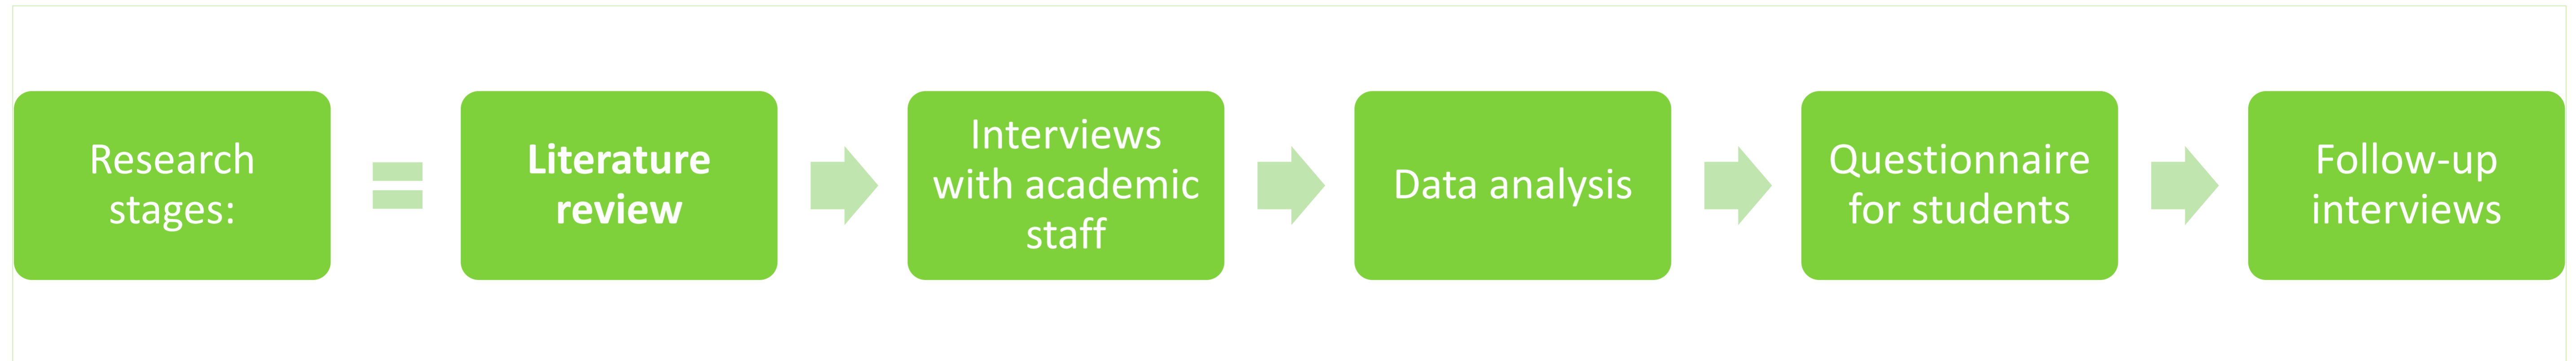 Research
stages:
Literature
review
Interviews
with academic
staff
Data analysis
Questionnaire
for students
Follow-up
interviews